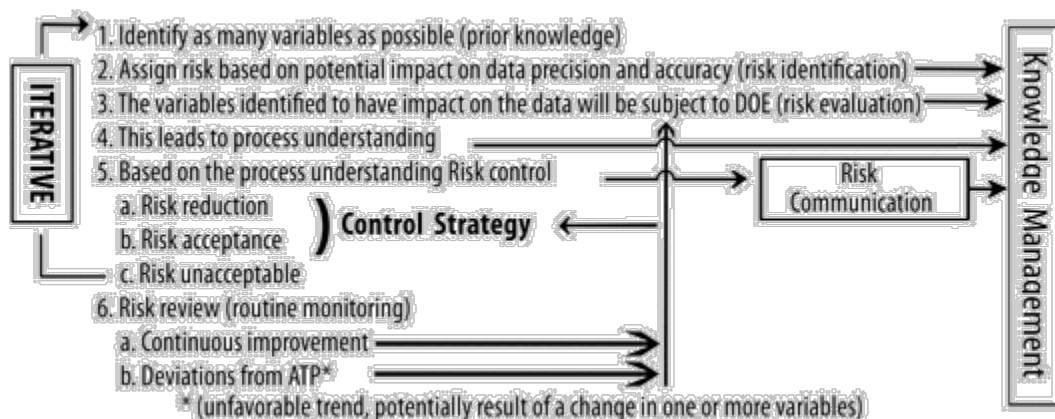 1. Identify as many variables as possible (prior knowledge)
2. Assign risk based on potential impact on data precision and accuracy (risk identification)
3. The variables identified to have impact on the data will be subject to DOE (risk evaluation)
4. This leads to process understanding
5. Based on the process understanding Risk control
a. Risk reduction
b. Risk acceptance
c. Risk unacceptable
6. Risk review (routine monitoring)
a. Continuous improvement
b. Deviations from ATP*
* (unfavorable trend, potentially result of a change in one or more variables)
ITERATIVE
) Control Strategy
Risk
Communication
Knowledge Management